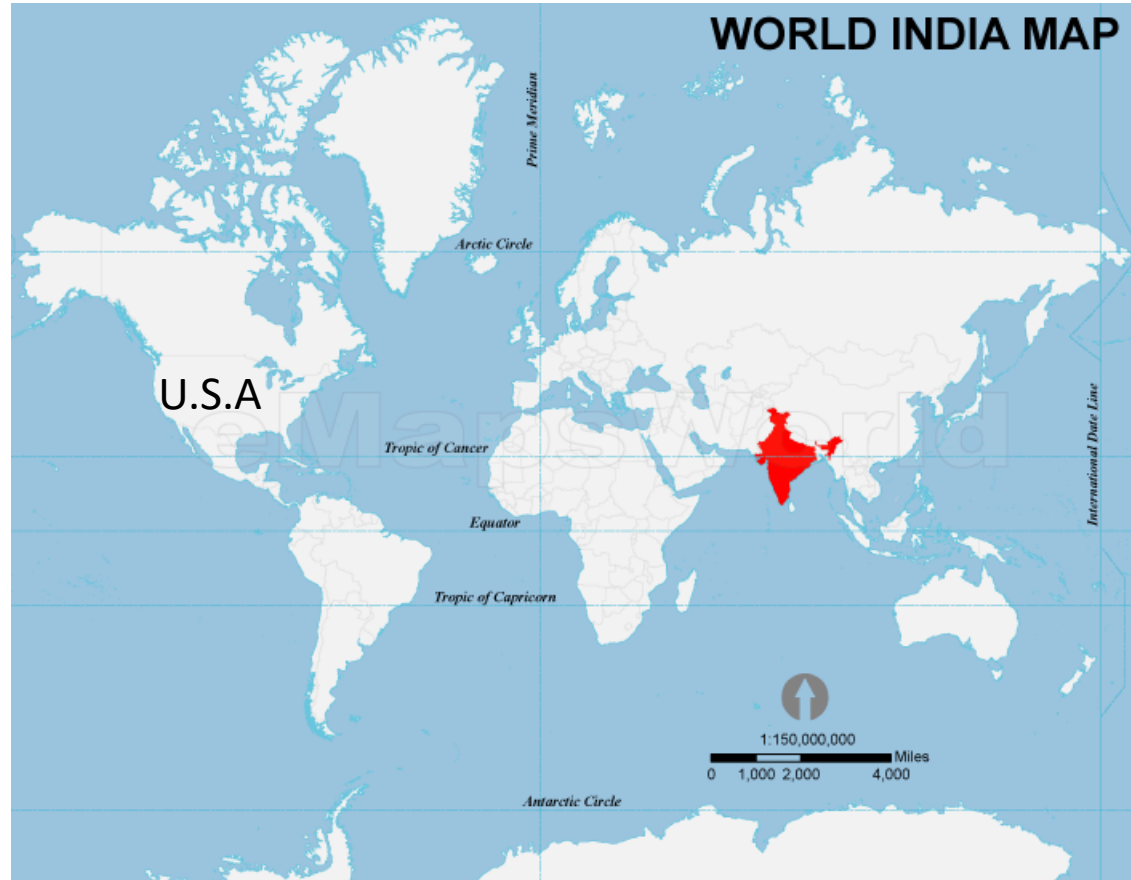 WORLD INDIA MAP
Prime Meridian
Arctic Circle
U.S.A
eMapsWorld
Tropic of Cancer
International Date Line
Equator
Tropic of Capricorn
1:150,000,000
Miles
0 1,000 2,000 4,000
Antarctic Circle